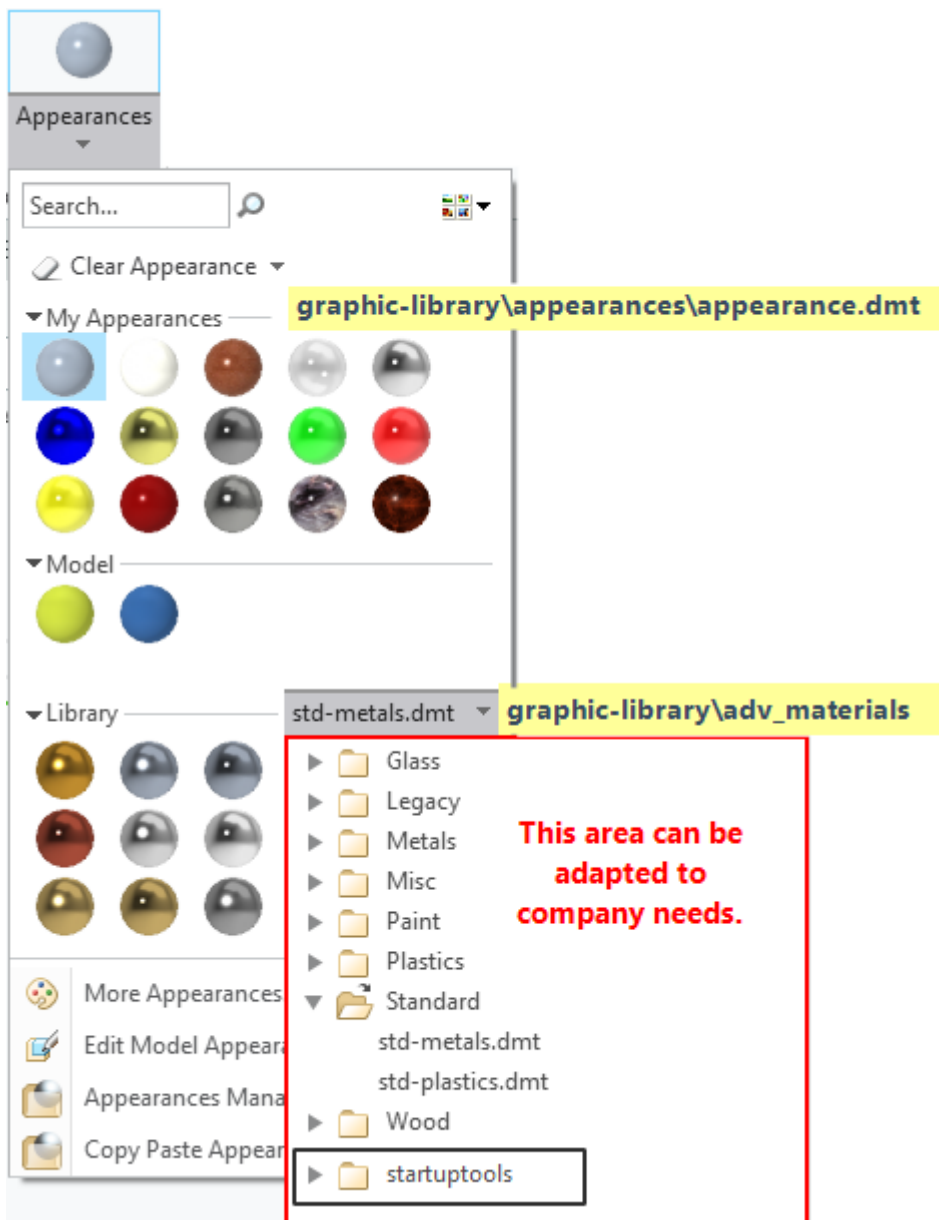 Appearances
Search...
Clear Appearance
My Appearances
graphic-library\appearances\appearance.dmt
Model
Library
std-metals.dmt
graphic-library\adv_materials
Glass
Legacy
Metals
Misc
Paint
Plastics
Standard
std-metals.dmt
std-plastics.dmt
Wood
startuptools
This area can be
adapted to
company needs.
More Appearances
Edit Model Appear
Appearances Mana
Copy Paste Appear